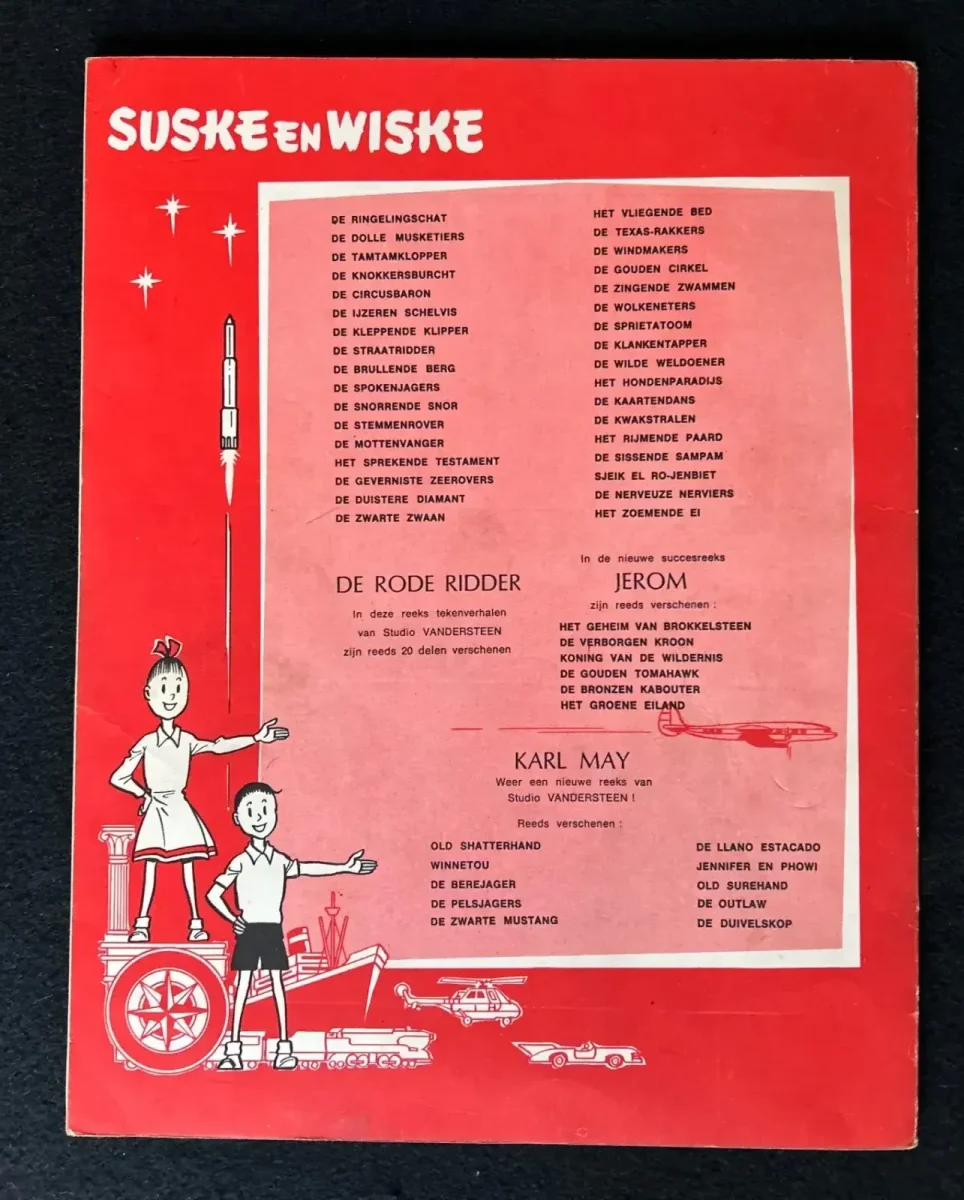 SUSKE EN WISKE
DE RINGELINGSCHAT
DE DOLLE MUSKETIERS
DE TAMTAMKLOPPER
DE KNOKKERSBURCHT
DE CIRCUSBARON
DE IJZEREN SCHELVIS
DE KLEPPENDE KLIPPER
DE STRAATRIDDER
DE BRULLENDE BERG
DE SPOKENJAGERS
DE SNORRENDE SNOR
DE STEMMENROVER
DE MOTTENVANGER
HET SPREKENDE TESTAMENT
DE GEVERNISTE ZEEROVERS
DE DUISTERE DIAMANT
DE ZWARTE ZWAAN
HET VLIEGENDE BED
DE TEXAS-RAKKERS
DE WINDMAKERS
DE GOUDEN CIRKEL
DE ZINGENDE ZWAMMEN
DE WOLKENETERS
DE SPRIETATOOM
DE KLANKENTAPPER
DE WILDE WELDOENER
HET HONDENPARADIJS
DE KAARTENDANS
DE KWAKSTRALEN
HET RIJMENDE PAARD
DE SISSENDE SAMPAM
SJEIK EL RO-JENBIET
DE NERVEUZE NERVIERS
HET ZOEMENDE EI
DE RODE RIDDER
In deze reeks tekenverhalen
van Studio VANDERSTEEN
zijn reeds 20 delen verschenen
In de nieuwe succesreeks
JEROM
zijn reeds verschenen :
HET GEHEIM VAN BROKKELSTEEN
DE VERBORGEN KROON
KONING VAN DE WILDERNIS
DE GOUDEN TOMAHAWK
DE BRONZEN KABOUTER
HET GROENE EILAND
KARL MAY
Weer een nieuwe reeks van
Studio VANDERSTEEN !
Reeds verschenen :
OLD SHATTERHAND
WINNETOU
DE BEREJAGER
DE PELSJAGERS
DE ZWARTE MUSTANG
DE LLANO ESTACADO
JENNIFER EN PHOWI
OLD SUREHAND
DE OUTLAW
DE DUIVELSKOP